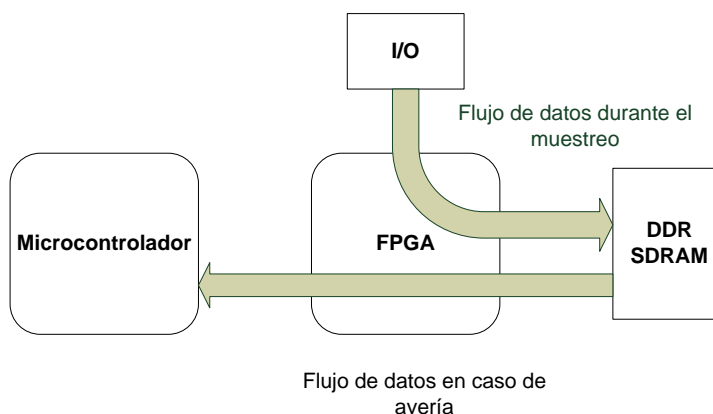 I/O
Flujo de datos durante el
muestreo
Microcontrolador
FPGA
DDR
SDRAM
Flujo de datos en caso de
avería